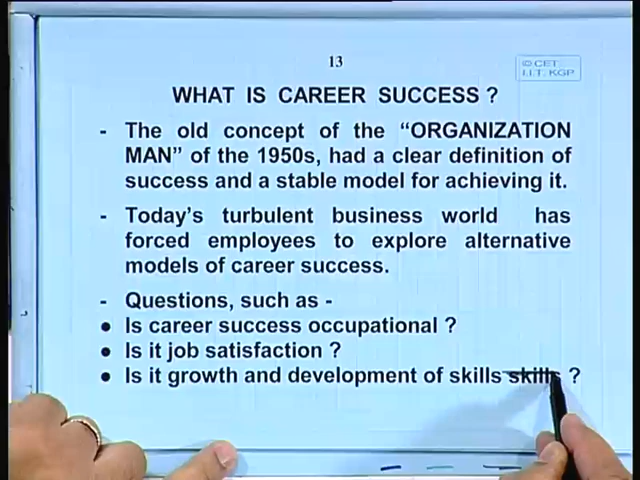 13
© CET
I.I.T. KGP
WHAT IS CAREER SUCCESS ?
- The old concept of the “ORGANIZATION
MAN” of the 1950s, had a clear definition of
success and a stable model for achieving it.
- Today’s turbulent business world has
forced employees to explore alternative
models of career success.
- Questions, such as -
● Is career success occupational ?
● Is it job satisfaction ?
● Is it growth and development of skills skills ?